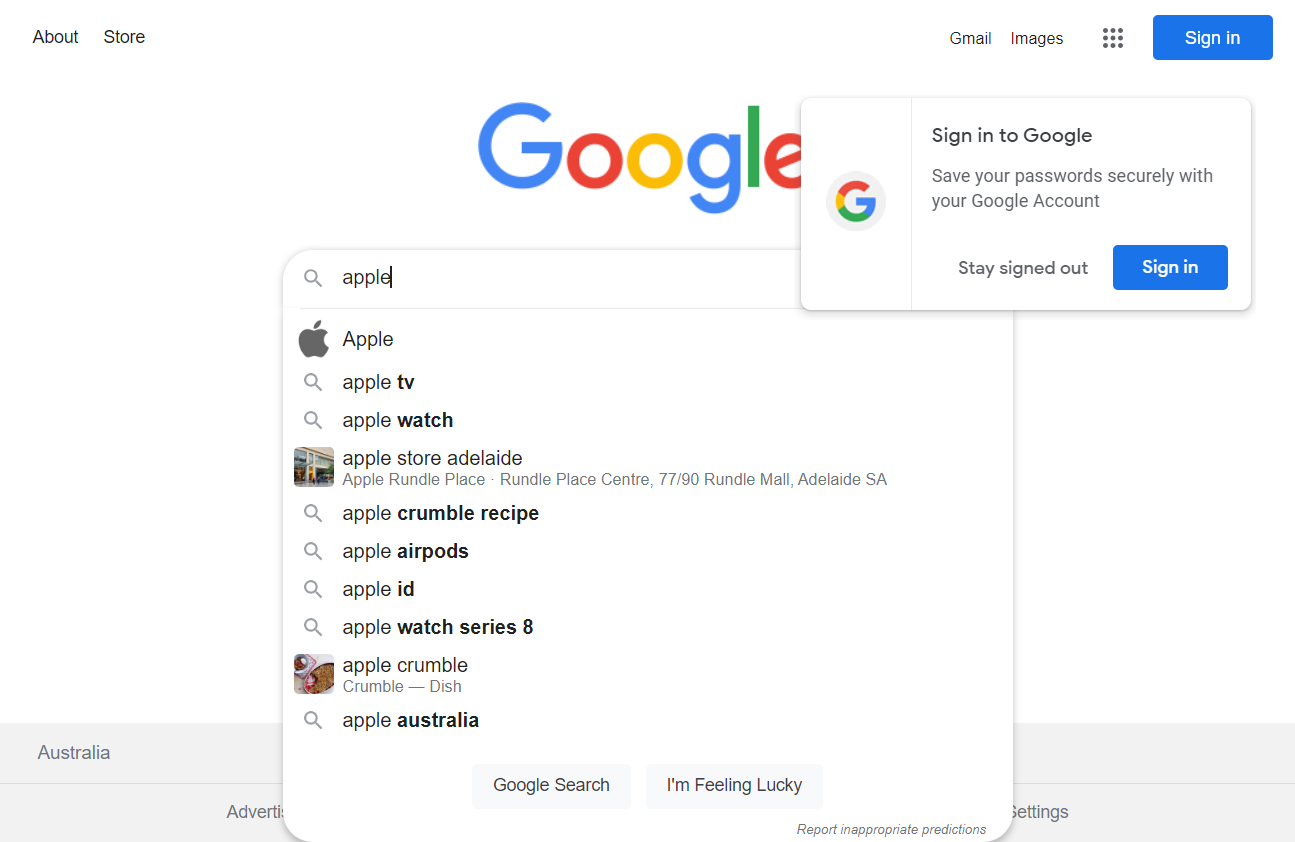 About Store
Gmail Images
Sign in
Google
Sign in to Google
Save your passwords securely with
your Google Account
Stay signed out
Sign in
apple
Apple
apple tv
apple watch
apple store adelaide
Apple Rundle Place · Rundle Place Centre, 77/90 Rundle Mall, Adelaide SA
apple crumble recipe
apple airpods
apple id
apple watch series 8
apple crumble
Crumble — Dish
apple australia
Australia
Google Search
I'm Feeling Lucky
Settings
Report inappropriate predictions